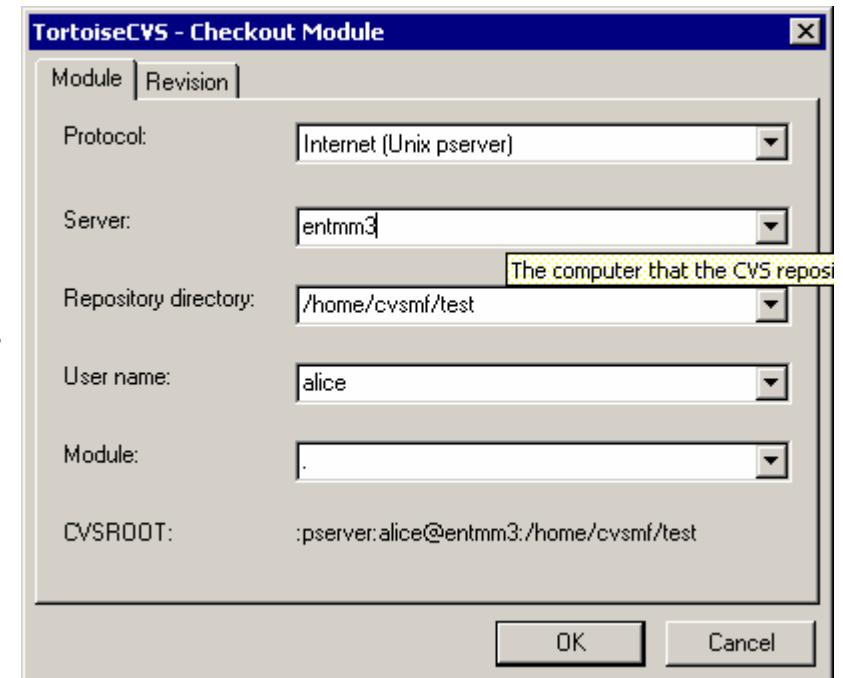 TortoiseCVS - Checkout Module
Module Revision
Protocol: Internet (Unix pserver)
Server: entmm3
The computer that the CVS reposi
Repository directory: /home/cvsmf/test
User name: alice
Module: .
CVSROOT: :pserver:alice@entmm3:/home/cvsmf/test
OK Cancel